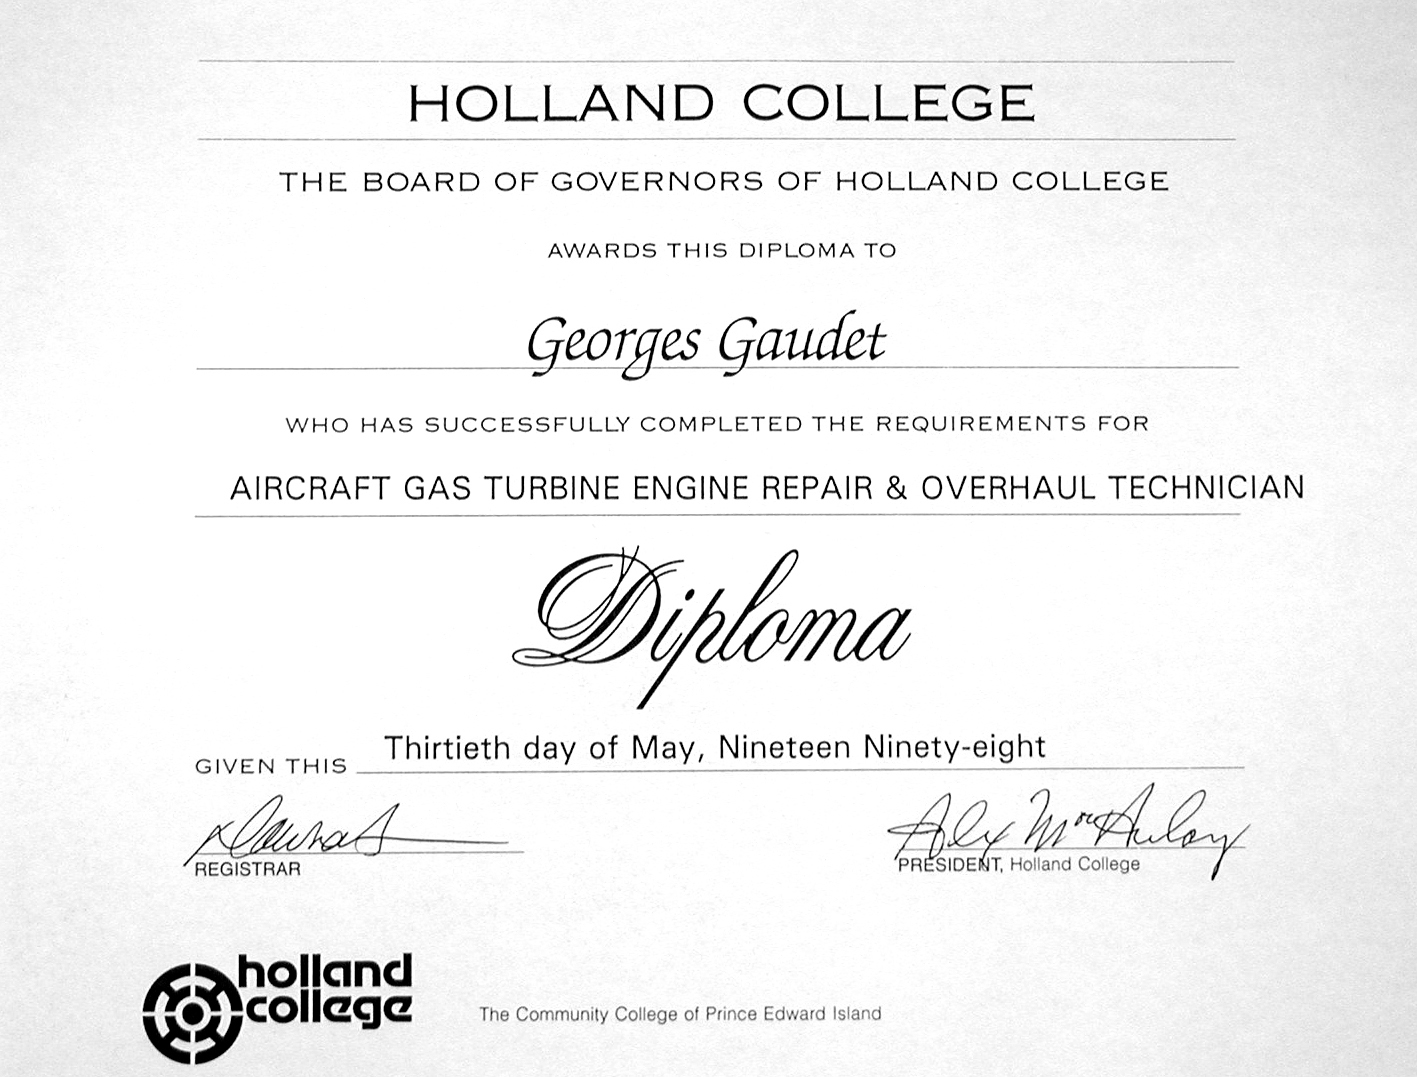 HOLLAND COLLEGE
THE BOARD OF GOVERNORS OF HOLLAND COLLEGE
AWARDS THIS DIPLOMA TO
Georges Gaudet
WHO HAS SUCCESSFULLY COMPLETED THE REQUIREMENTS FOR
AIRCRAFT GAS TURBINE ENGINE REPAIR & OVERHAUL TECHNICIAN
Diploma
GIVEN THIS Thirtieth day of May, Nineteen Ninety-eight
Alex MacAulay
REGISTRAR
PRESIDENT, Holland College
holland
college
The Community College of Prince Edward Island